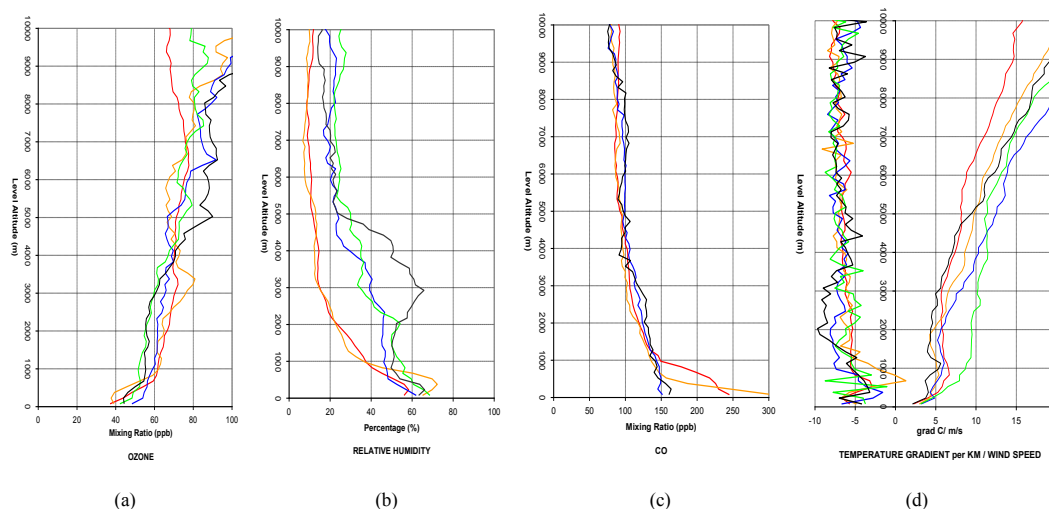 Level Altitude (m)
10000
9000
8000
7000
6000
5000
4000
3000
2000
1000
0
0 20 40 60 80 100
Mixing Ratio (ppb)
OZONE
(a)
Level Altitude (m)
10000
9000
8000
7000
6000
5000
4000
3000
2000
1000
0
0 20 40 60 80 100
Percentage (%)
RELATIVE HUMIDITY
(b)
Level Altitude (m)
10000
9000
8000
7000
6000
5000
4000
3000
2000
1000
0
0 50 100 150 200 250 300
Mixing Ratio (ppb)
CO
(c)
Level Altitude (m)
10000
9000
8000
7000
6000
5000
4000
3000
2000
1000
0
-10 -5 0 5 10 15
grad C/ m/s
TEMPERATURE GRADIENT per KM / WIND SPEED
(d)